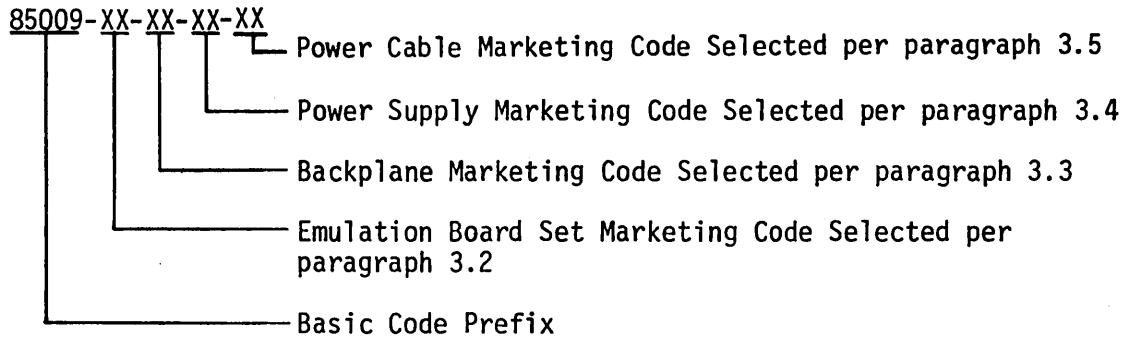 85009-XX-XX-XX-XX
Power Cable Marketing Code Selected per paragraph 3.5
Power Supply Marketing Code Selected per paragraph 3.4
Backplane Marketing Code Selected per paragraph 3.3
Emulation Board Set Marketing Code Selected per
paragraph 3.2
Basic Code Prefix